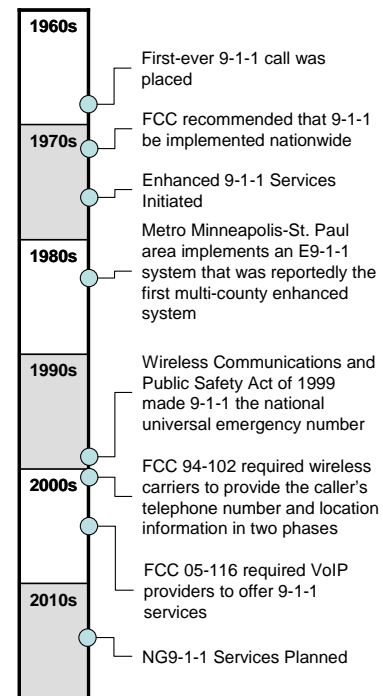 1960s
First-ever 9-1-1 call was
placed
FCC recommended that 9-1-1
be implemented nationwide
1970s
Enhanced 9-1-1 Services
Initiated
Metro Minneapolis-St. Paul
area implements an E9-1-1
system that was reportedly the
first multi-county enhanced
system
1980s
Wireless Communications and
Public Safety Act of 1999
made 9-1-1 the national
universal emergency number
1990s
FCC 94-102 required wireless
carriers to provide the caller's
telephone number and location
information in two phases
2000s
FCC 05-116 required VoIP
providers to offer 9-1-1
services
2010s
NG9-1-1 Services Planned